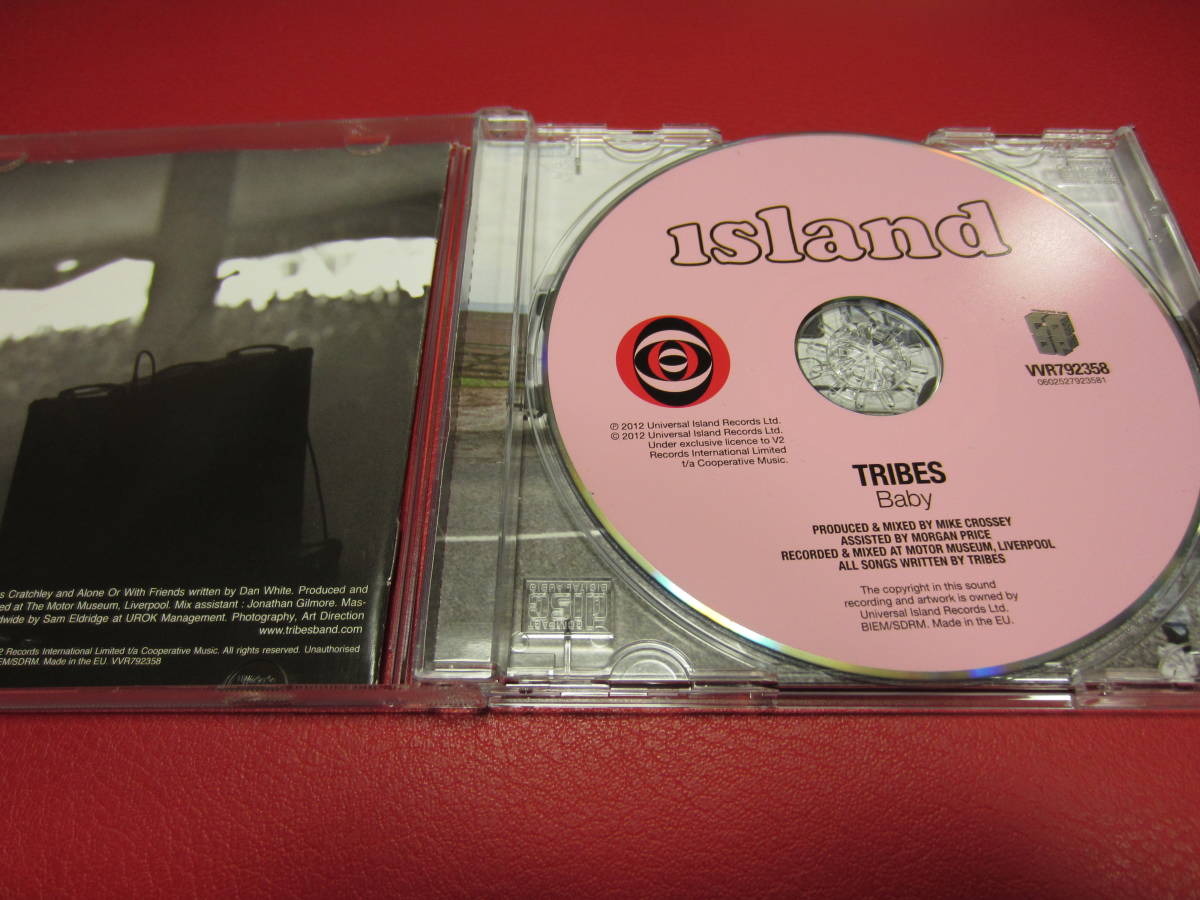 s Cratchley and Alone Or With Friends written by Dan White. Produced and
ed at The Motor Museum, Liverpool. Mix assistant : Jonathan Gilmore. Mas-
dwide by Sam Eldridge at UROK Management. Photography, Art Direction
www.tribesband.com
2 Records International Limited t/a Cooperative Music. All rights reserved. Unauthorised
EM/SDRM. Made in the EU. VVR792358
island
VVR792358
0602527923581
℗ 2012 Universal Island Records Ltd.
© 2012 Universal Island Records Ltd.
Under exclusive licence to V2
Records International Limited
t/a Cooperative Music.
TRIBES
Baby
PRODUCED & MIXED BY MIKE CROSSEY
ASSISTED BY MORGAN PRICE
RECORDED & MIXED AT MOTOR MUSEUM, LIVERPOOL
ALL SONGS WRITTEN BY TRIBES
The copyright in this sound
recording and artwork is owned by
Universal Island Records Ltd.
BIEM/SDRM. Made in the EU.